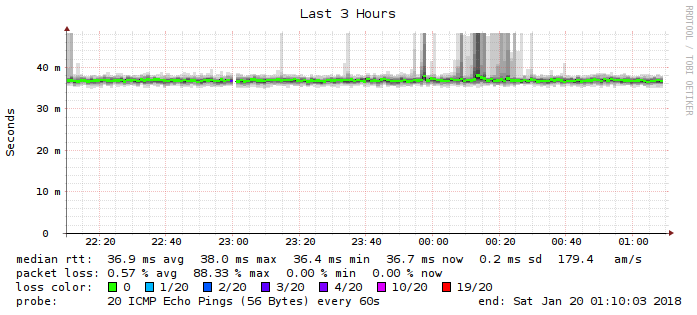 Last 3 Hours
RRDTOOL / TOBI OETIKER
Seconds
40 m
30 m
20 m
10 m
0
22:20 22:40 23:00 23:20 23:40 00:00 00:20 00:40 01:00
median rtt: 36.9 ms avg 38.0 ms max 36.4 ms min 36.7 ms now 0.2 ms sd 179.4 am/s
packet loss: 0.57 % avg 88.33 % max 0.00 % min 0.00 % now
loss color: 0 1/20 2/20 3/20 4/20 10/20 19/20
probe: 20 ICMP Echo Pings (56 Bytes) every 60s end: Sat Jan 20 01:10:03 2018